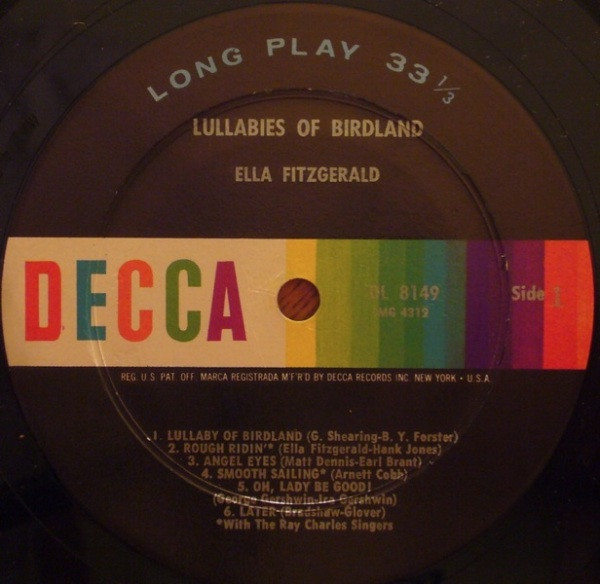 LONG PLAY 33 1/3
LULLABIES OF BIRDLAND
ELLA FITZGERALD
DECCA
DL 8149
MG 4312
Side 1
REG. U.S. PAT. OFF. MARCA REGISTRADA M'F'R'D BY DECCA RECORDS INC. NEW YORK • U.S.A.
1. LULLABY OF BIRDLAND (G. Shearing-B. Y. Forster)
2. ROUGH RIDIN'* (Ella Fitzgerald-Hank Jones)
3. ANGEL EYES (Matt Dennis-Earl Brant)
4. SMOOTH SAILING* (Arnett Cobb)
5. OH, LADY BE GOOD!
(George Gershwin-Ira Gershwin)
6. LATER (Bradshaw-Glover)
*With The Ray Charles Singers